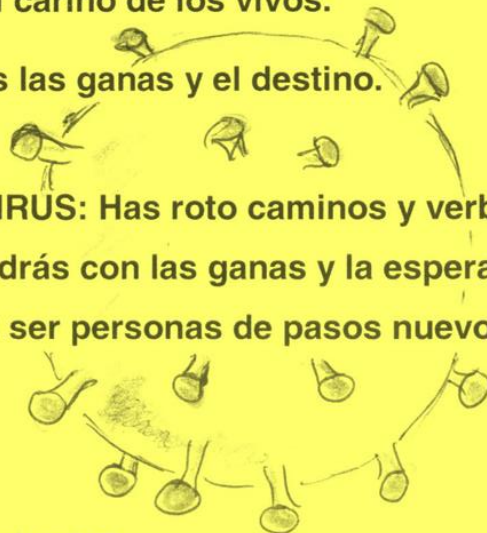 cariño de los vivos.
s las ganas y el destino.
IRUS: Has roto caminos y verb
drás con las ganas y la espera
ser personas de pasos nuevo